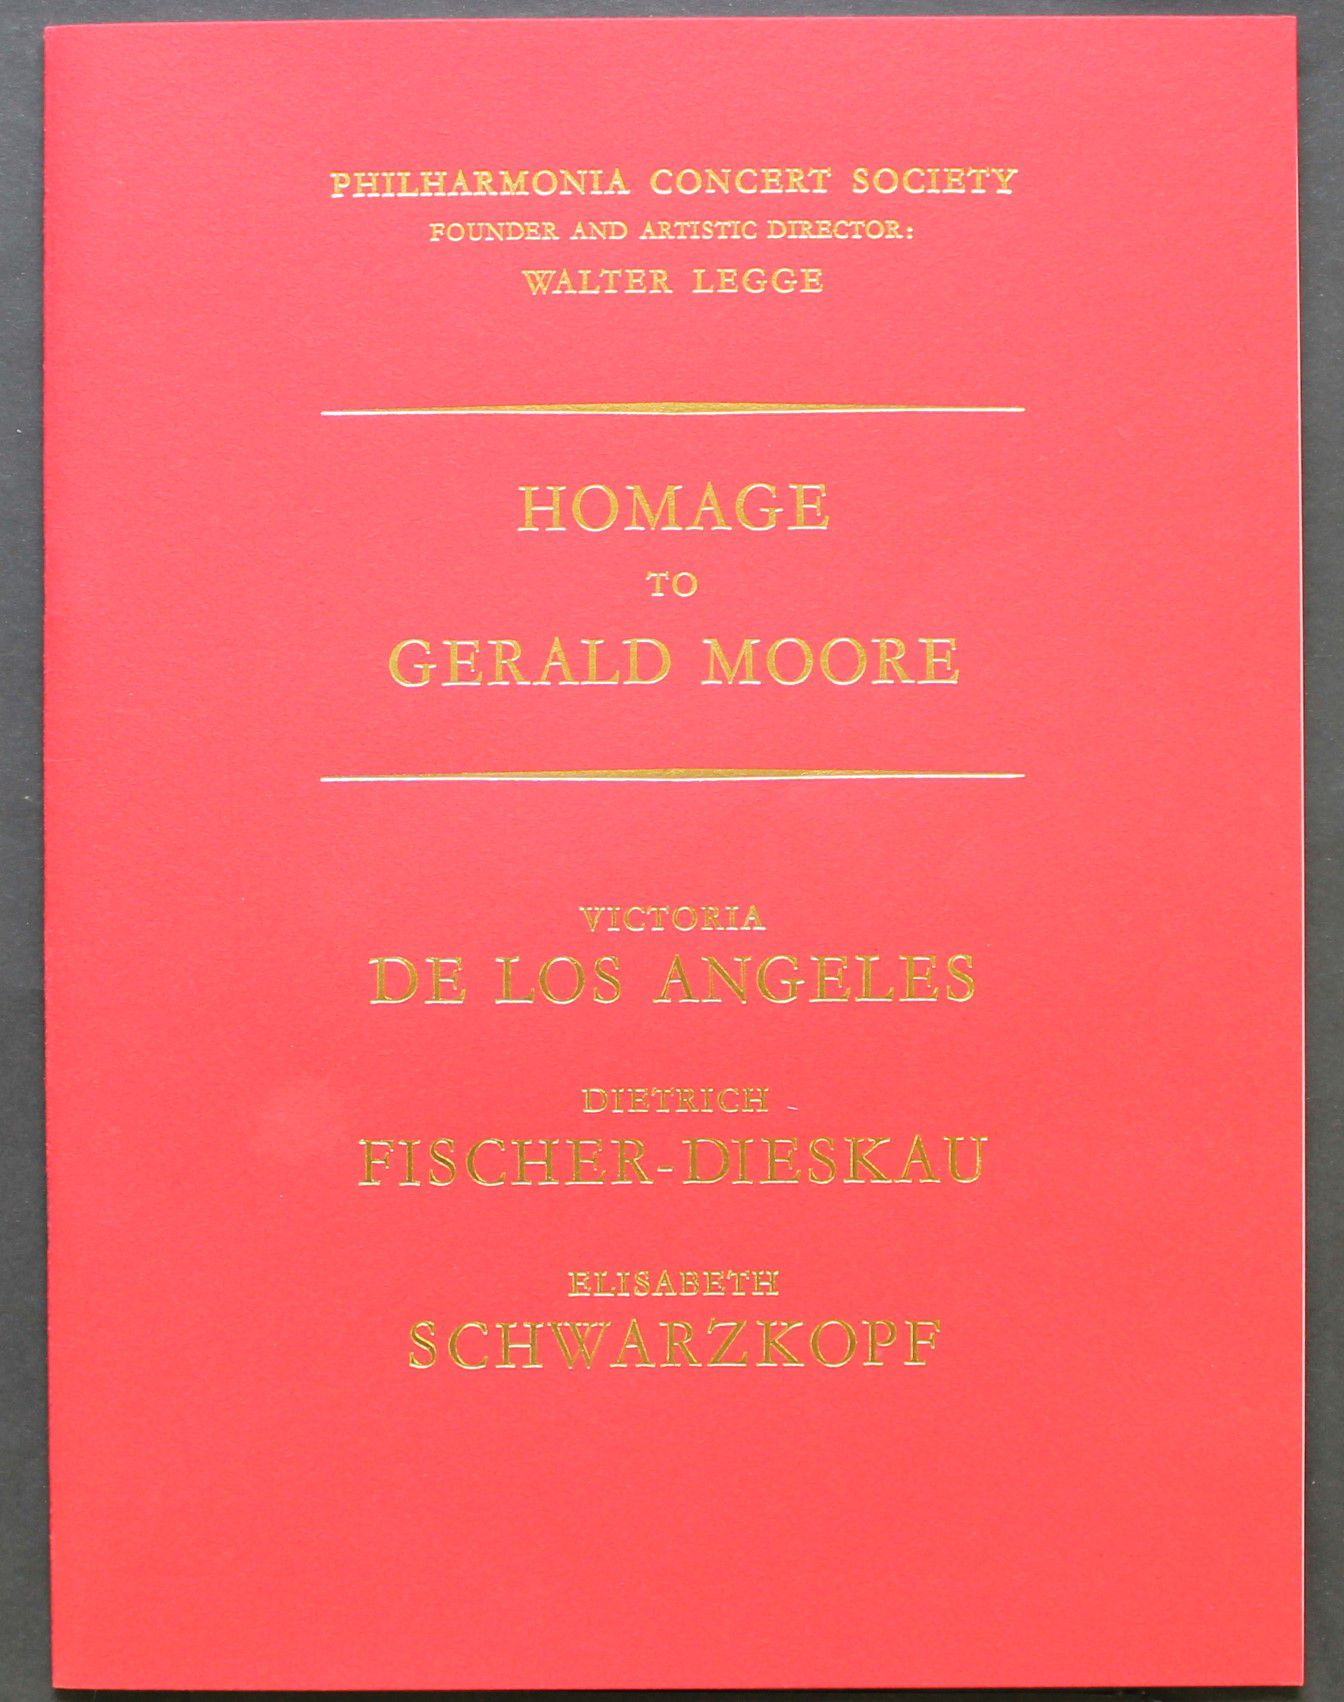 PHILHARMONIA CONCERT SOCIETY
FOUNDER AND ARTISTIC DIRECTOR:
WALTER LEGGE
HOMAGE
TO
GERALD MOORE
VICTORIA
DE LOS ANGELES
DIETRICH
FISCHER-DIESKAU
ELISABETH
SCHWARZKOPF